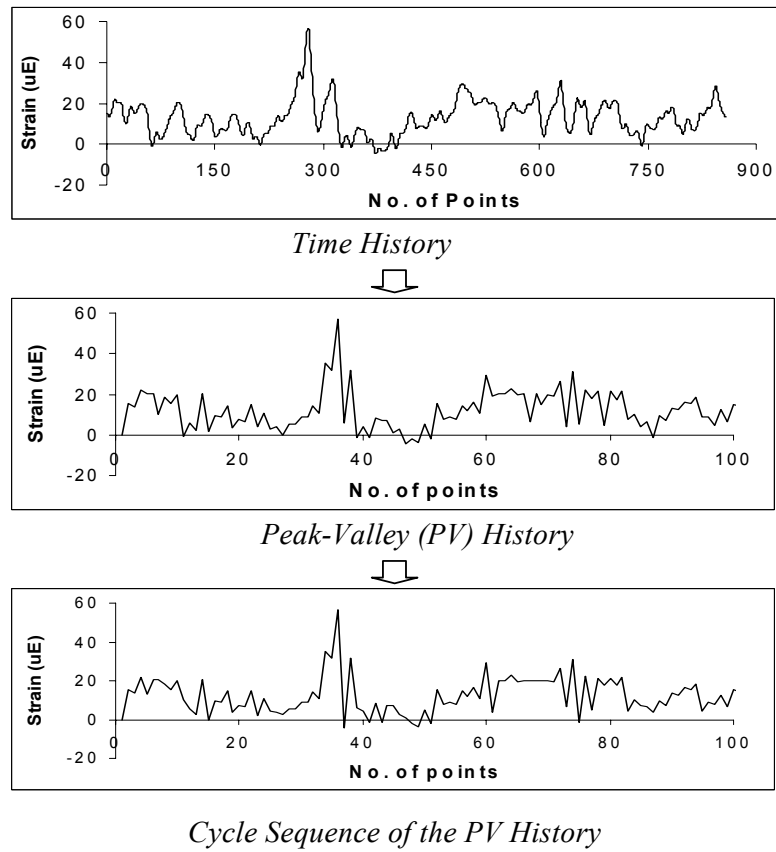 60
40
20
0
-20
Strain (uE)
0 150 300 450 600 750 900
No. of Points
Time History
60
40
20
0
-20
Strain (uE)
0 20 40 60 80 100
No. of points
Peak-Valley (PV) History
60
40
20
0
-20
Strain (uE)
0 20 40 60 80 100
No. of points
Cycle Sequence of the PV History